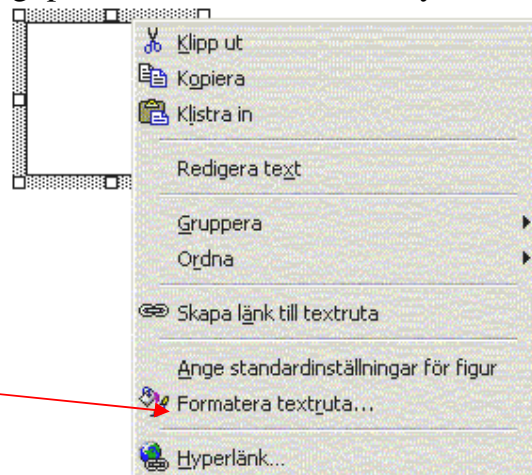 Klipp ut
Kopiera
Klistra in
Redigera text
Gruppera
Ordna
Skapa länk till textruta
Ange standardinställningar för figur
Formatera textruta...
Hyperlänk...